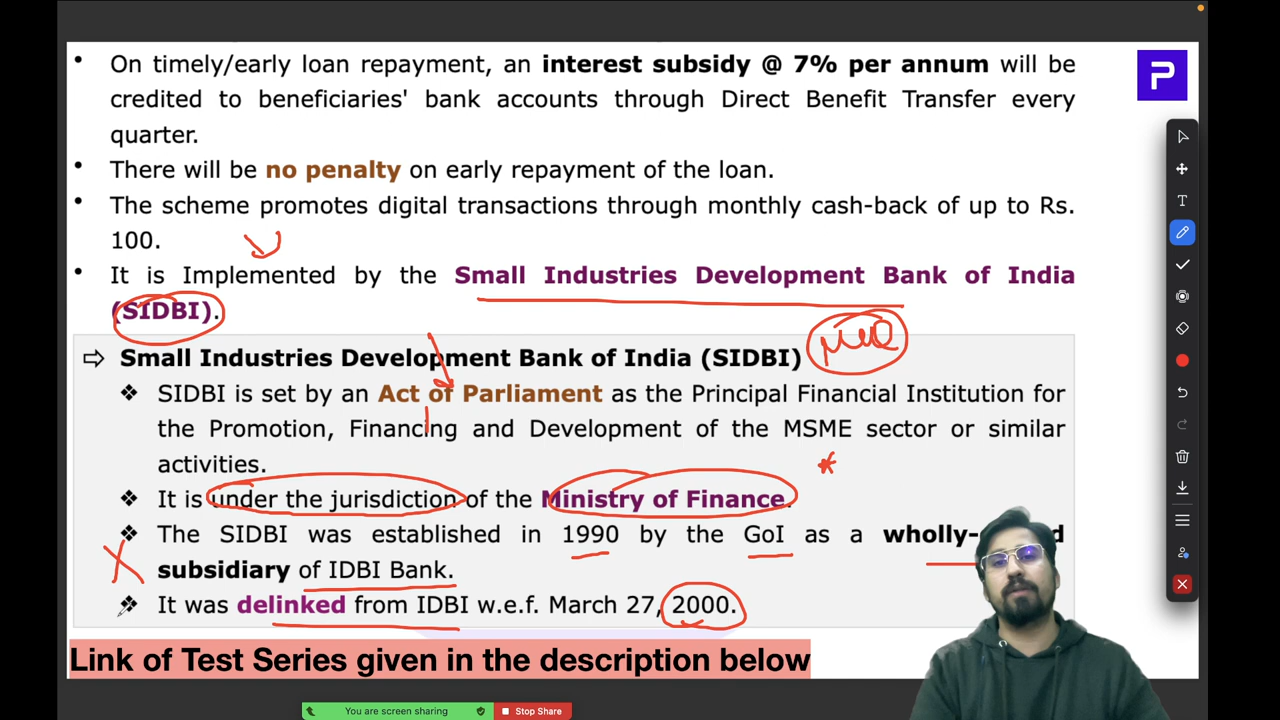 • On timely/early loan repayment, an interest subsidy @ 7% per annum will be
credited to beneficiaries' bank accounts through Direct Benefit Transfer every
quarter.
• There will be no penalty on early repayment of the loan.
• The scheme promotes digital transactions through monthly cash-back of up to Rs.
100.
• It is Implemented by the Small Industries Development Bank of India
(SIDBI).
⇨ Small Industries Development Bank of India (SIDBI)
❖ SIDBI is set by an Act of Parliament as the Principal Financial Institution for
the Promotion, Financing and Development of the MSME sector or similar
activities.
❖ It is under the jurisdiction of the Ministry of Finance.
❖ The SIDBI was established in 1990 by the GoI as a wholly-
subsidiary of IDBI Bank.
❖ It was delinked from IDBI w.e.f. March 27, 2000.
Link of Test Series given in the description below
You are screen sharing
Stop Share
P
T